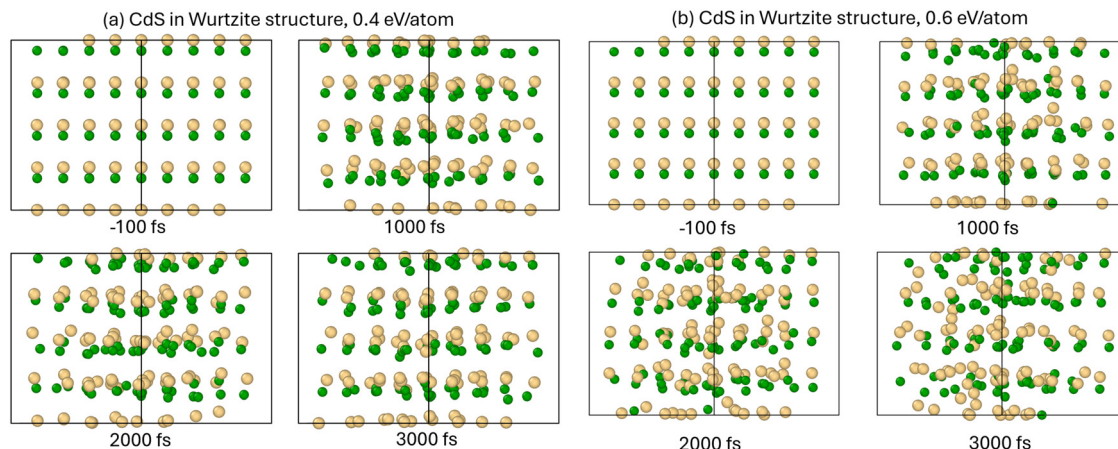 (a) CdS in Wurtzite structure, 0.4 eV/atom
-100 fs
1000 fs
2000 fs
3000 fs
(b) CdS in Wurtzite structure, 0.6 eV/atom
-100 fs
1000 fs
2000 fs
3000 fs